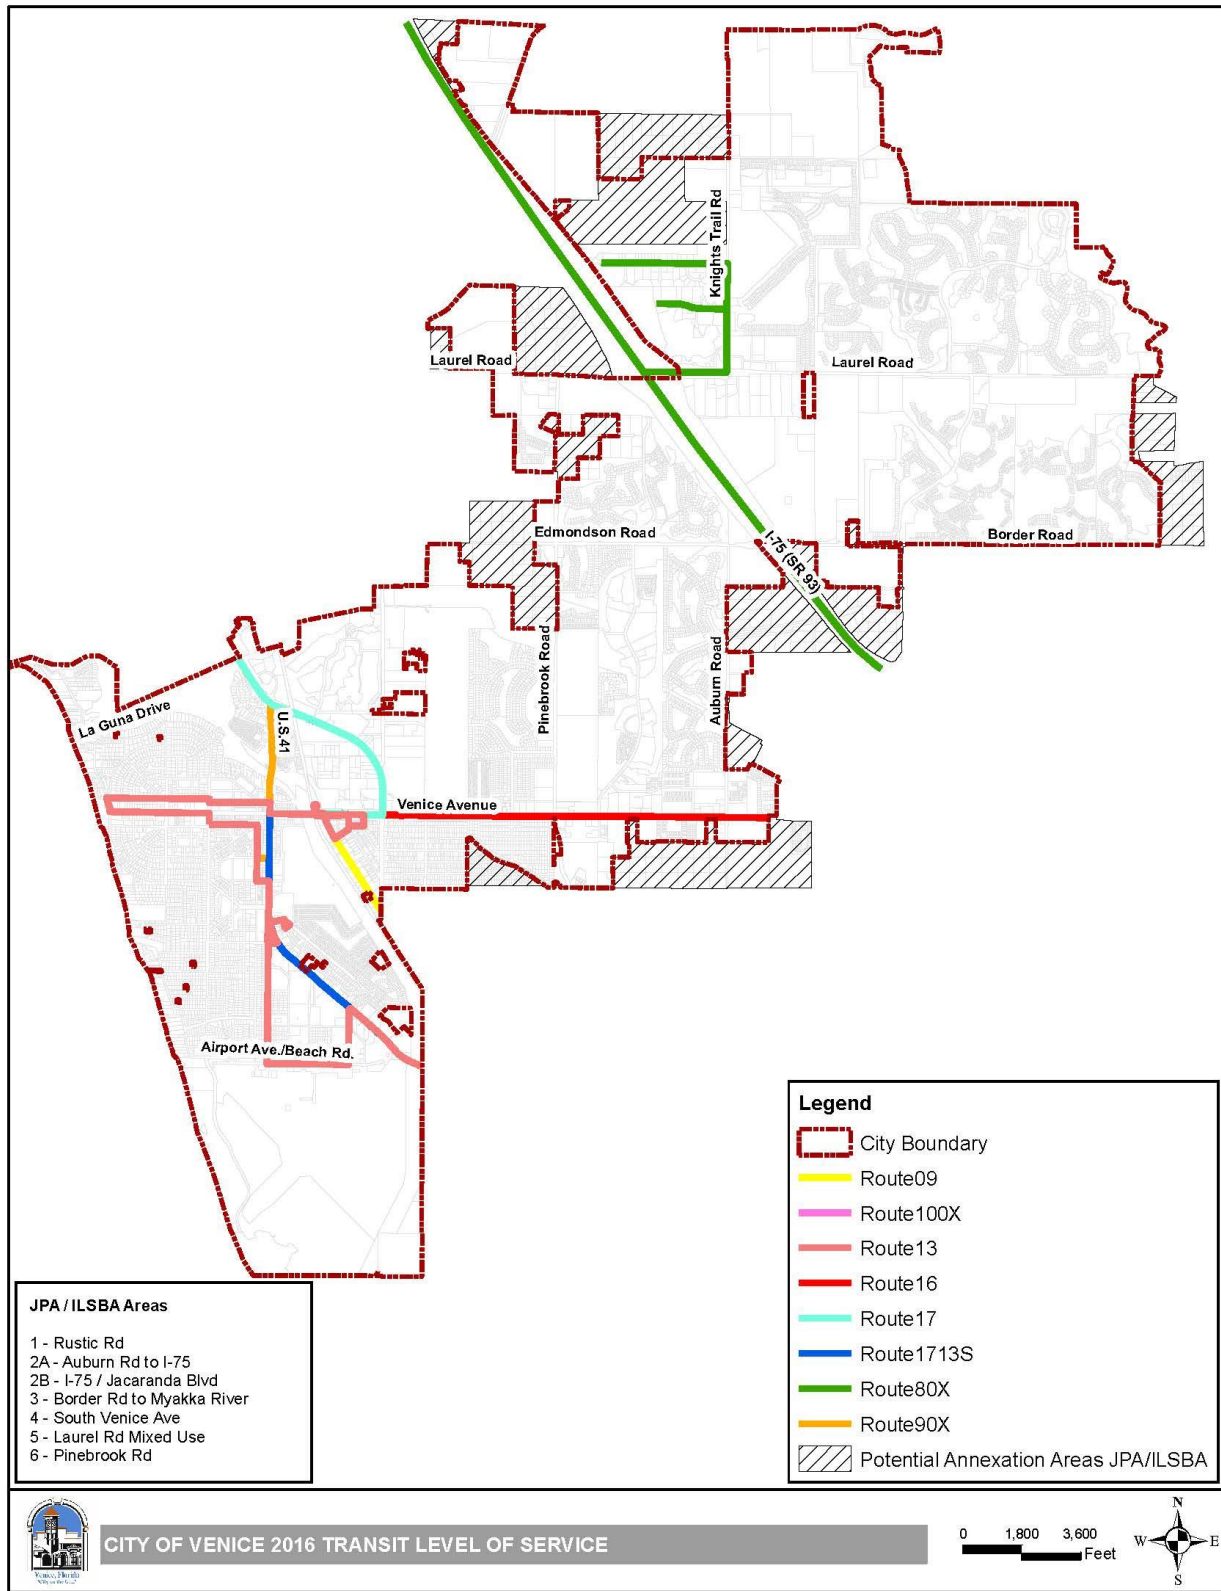 Knights Trail Rd
Laurel Road
Laurel Road
Edmondson Road
I-75 (SR 93)
Border Road
Pinebrook Road
Auburn Road
La Guna Drive
U.S.41
Venice Avenue
Airport Ave./Beach Rd.
Legend
City Boundary
Route09
Route100X
Route13
Route16
Route17
Route1713S
Route80X
Route90X
Potential Annexation Areas JPA/ILSBA
JPA / ILSBA Areas
1 - Rustic Rd
2A - Auburn Rd to I-75
2B - I-75 / Jacaranda Blvd
3 - Border Rd to Myakka River
4 - South Venice Ave
5 - Laurel Rd Mixed Use
6 - Pinebrook Rd
Venice, Florida
CITY OF VENICE 2016 TRANSIT LEVEL OF SERVICE
0 1,800 3,600
Feet
N
W E
S